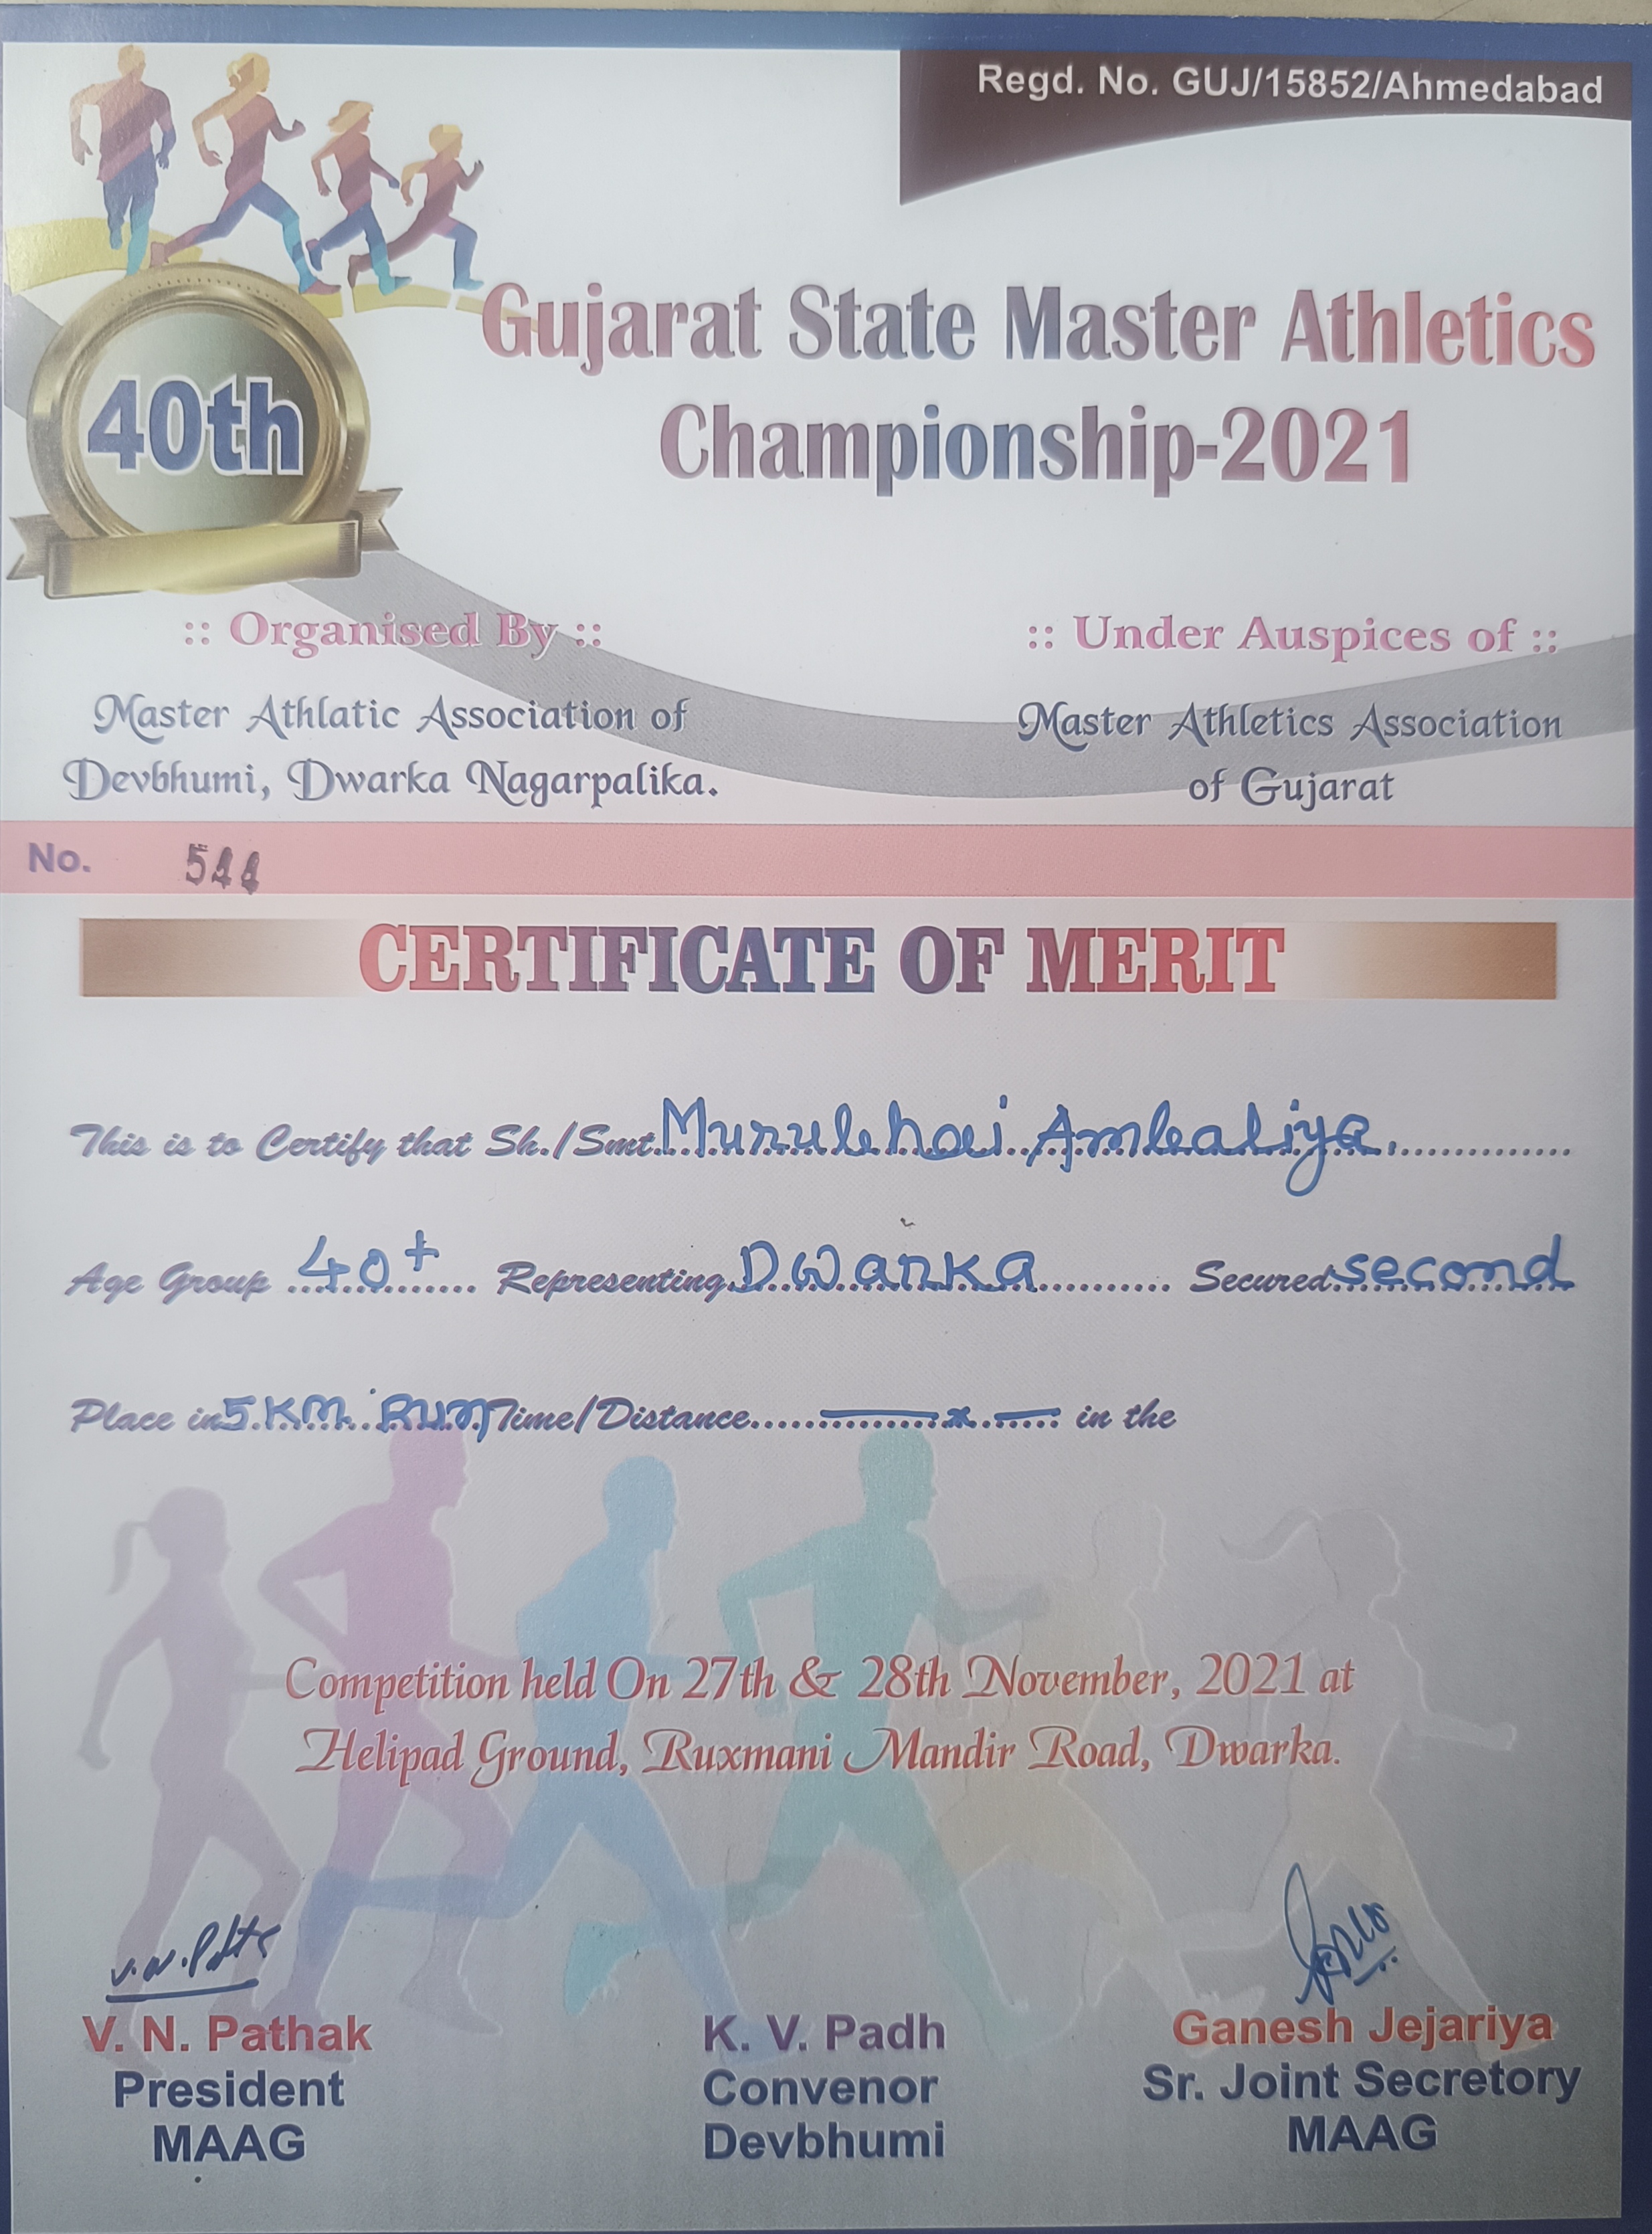 Regd. No. GUJ/15852/Ahmedabad
40th
Gujarat State Master Athletics
Championship-2021
:: Organised By ::
Master Athlatic Association of
Devbhumi, Dwarka Nagarpalika.
:: Under Auspices of ::
Master Athletics Association
of Gujarat
No. 544
CERTIFICATE OF MERIT
This is to Certify that Sh./Smt. Murubhai Ambaliya.
Age Group 40+ Representing Dwarka Secured second
Place in 5 KM. Run Time/Distance — x — in the
Competition held On 27th & 28th November, 2021 at
Helipad Ground, Ruxmani Mandir Road, Dwarka.
V. N. Pathak
President
MAAG
K. V. Padh
Convenor
Devbhumi
Ganesh Jejariya
Sr. Joint Secretory
MAAG